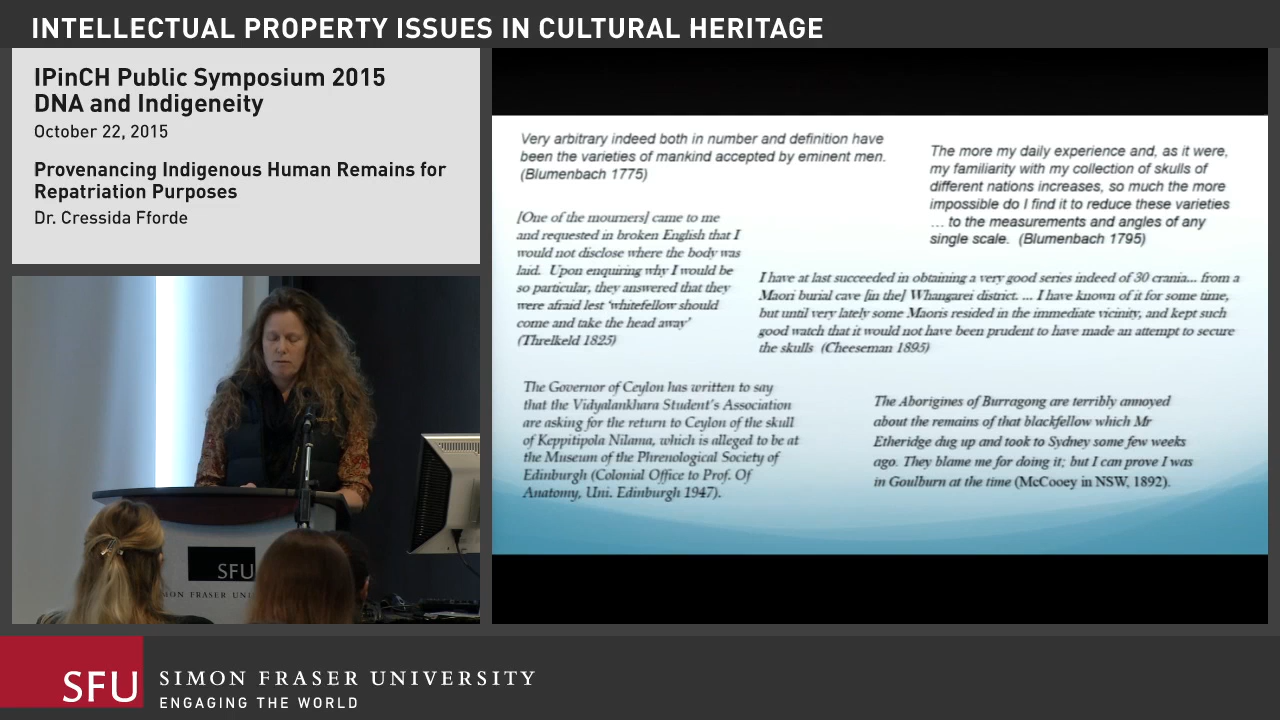 INTELLECTUAL PROPERTY ISSUES IN CULTURAL HERITAGE
IPinCH Public Symposium 2015
DNA and Indigeneity
October 22, 2015
Provenancing Indigenous Human Remains for
Repatriation Purposes
Dr. Cressida Fforde
Very arbitrary indeed both in number and definition have
been the varieties of mankind accepted by eminent men.
(Blumenbach 1775)
The more my daily experience and, as it were,
my familiarity with my collection of skulls of
different nations increases, so much the more
impossible do I find it to reduce these varieties
... to the measurements and angles of any
single scale. (Blumenbach 1795)
[One of the mourners] came to me
and requested in broken English that I
would not disclose where the body was
laid. Upon enquiring why I would be
so particular, they answered that they
were afraid lest 'whitefellow should
come and take the head away'
(Threlkeld 1825)
I have at last succeeded in obtaining a very good series indeed of 30 crania... from a
Maori burial cave [in the] Whangarei district. ... I have known of it for some time,
but until very lately some Maoris resided in the immediate vicinity, and kept such
good watch that it would not have been prudent to have made an attempt to secure
the skulls (Cheeseman 1895)
The Governor of Ceylon has written to say
that the Vidyalankhara Student's Association
are asking for the return to Ceylon of the skull
of Keppitipola Nilama, which is alleged to be at
the Museum of the Phrenological Society of
Edinburgh (Colonial Office to Prof. Of
Anatomy, Uni. Edinburgh 1947).
The Aborigines of Burragong are terribly annoyed
about the remains of that blackfellow which Mr
Etheridge dug up and took to Sydney some few weeks
ago. They blame me for doing it; but I can prove I was
in Goulburn at the time (McCooey in NSW, 1892).
SFU
SFU
SIMON FRASER UNIVERSITY
ENGAGING THE WORLD